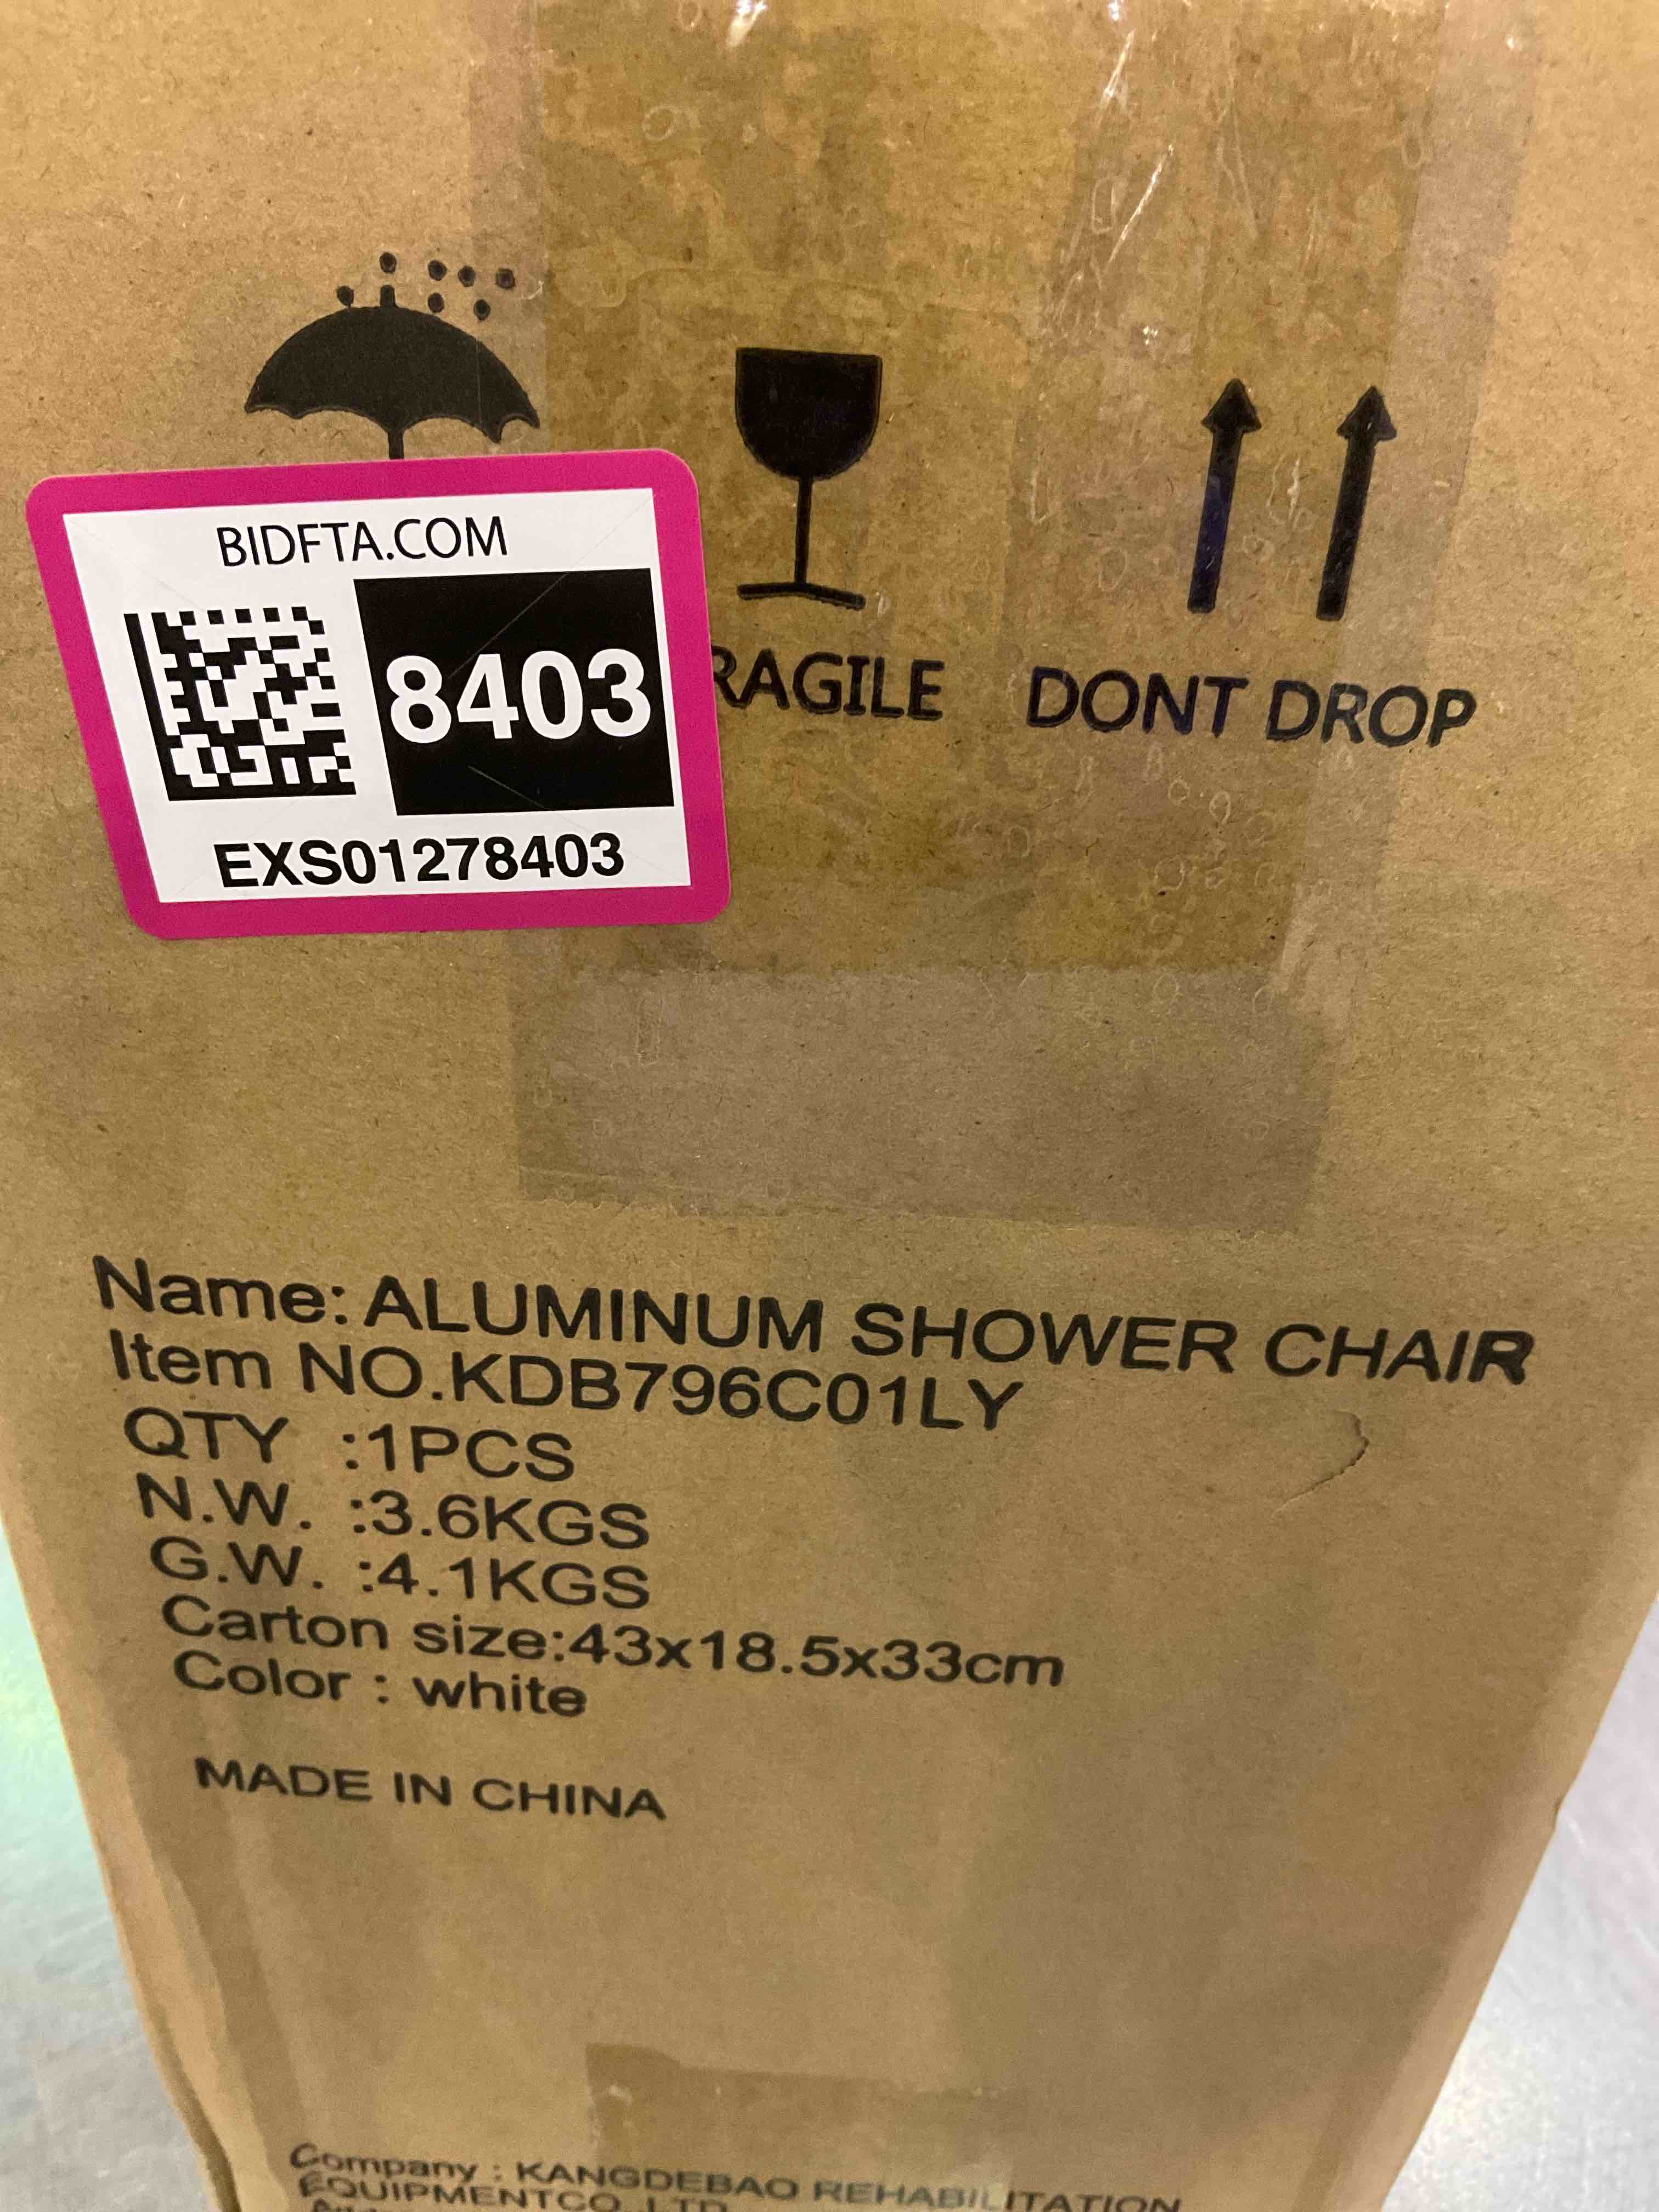 BIDFTA.COM
8403
EXS01278403
RAGILE
DONT DROP
Name: ALUMINUM SHOWER CHAIR
Item NO.KDB796C01LY
QTY :1PCS
N.W. :3.6KGS
G.W. :4.1KGS
Carton size:43x18.5x33cm
Color : white
MADE IN CHINA
Company : KANGDEBAO REHABILITATION
EQUIPMENTCO.,LTD